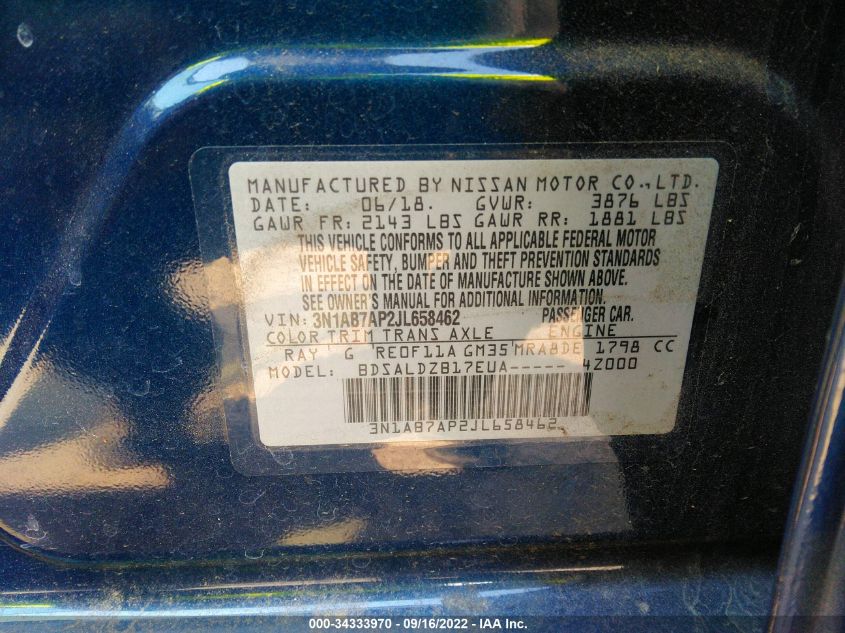 MANUFACTURED BY NISSAN MOTOR CO., LTD.
DATE: 06/18. GVWR: 3876 LBS
GAWR FR: 2143 LBS GAWR RR: 1881 LBS
THIS VEHICLE CONFORMS TO ALL APPLICABLE FEDERAL MOTOR
VEHICLE SAFETY, BUMPER AND THEFT PREVENTION STANDARDS
IN EFFECT ON THE DATE OF MANUFACTURE SHOWN ABOVE.
SEE OWNER'S MANUAL FOR ADDITIONAL INFORMATION.
VIN: 3N1AB7AP2JL658462 PASSENGER CAR.
COLOR TRIM TRANS AXLE ENGINE
RAY G RE0F11A GM35 MRA8DE 1798 CC
MODEL: BDSALDZB17EUA----- 4Z000
3N1AB7AP2JL658462
000-34333970 - 09/16/2022 - IAAI.com